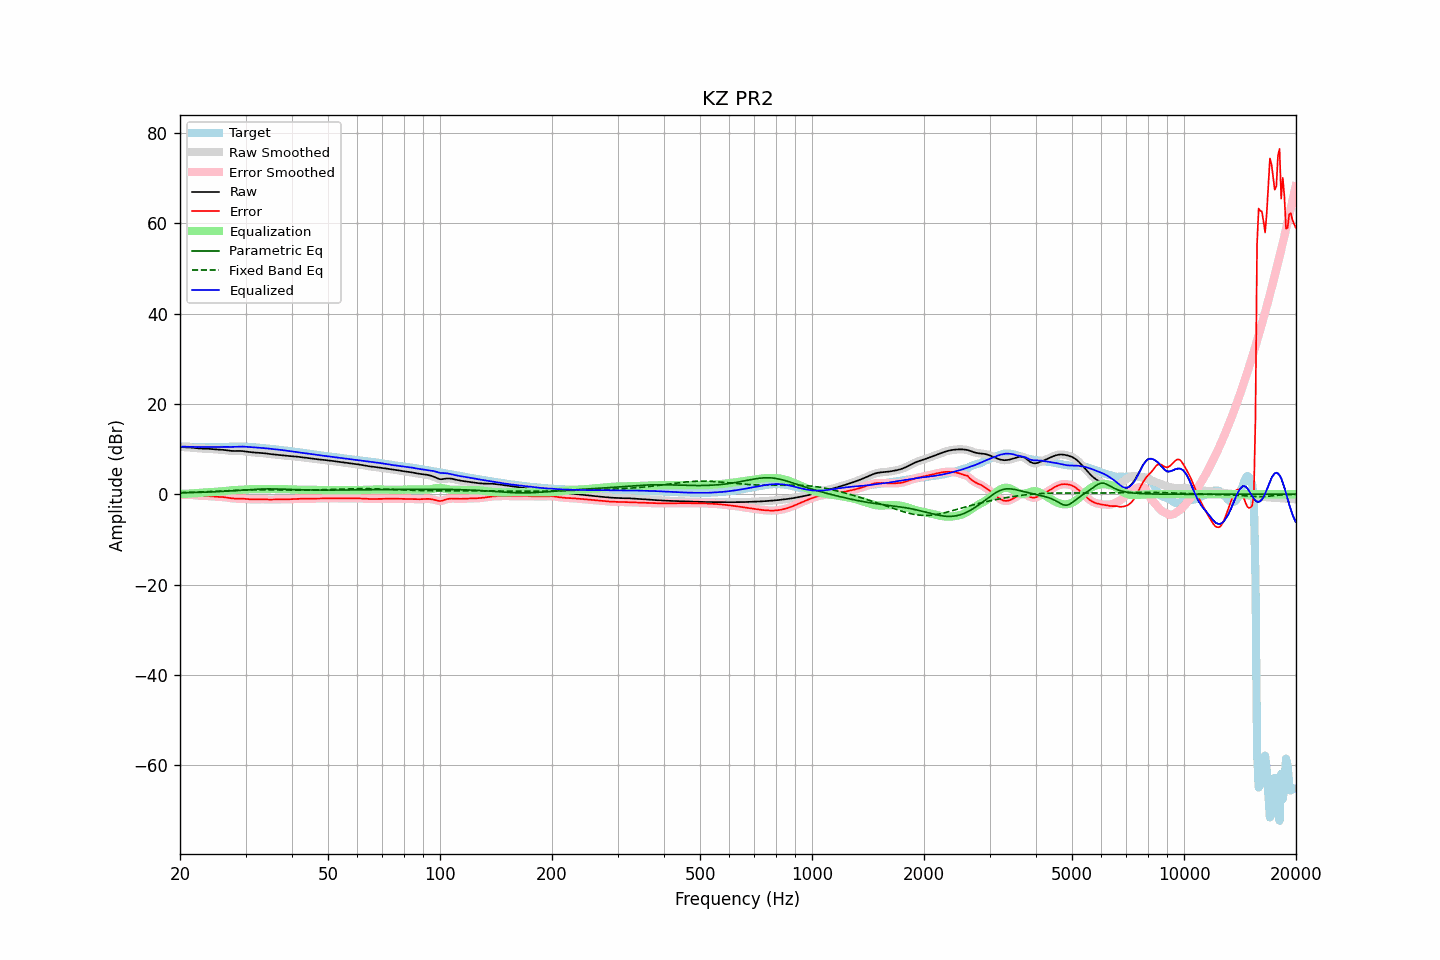 KZ PR2
Amplitude (dBr)
80
60
40
20
0
−20
−40
−60
Target
Raw Smoothed
Error Smoothed
Raw
Error
Equalization
Parametric Eq
Fixed Band Eq
Equalized
20 50 100 200 500 1000 2000 5000 10000 20000
Frequency (Hz)